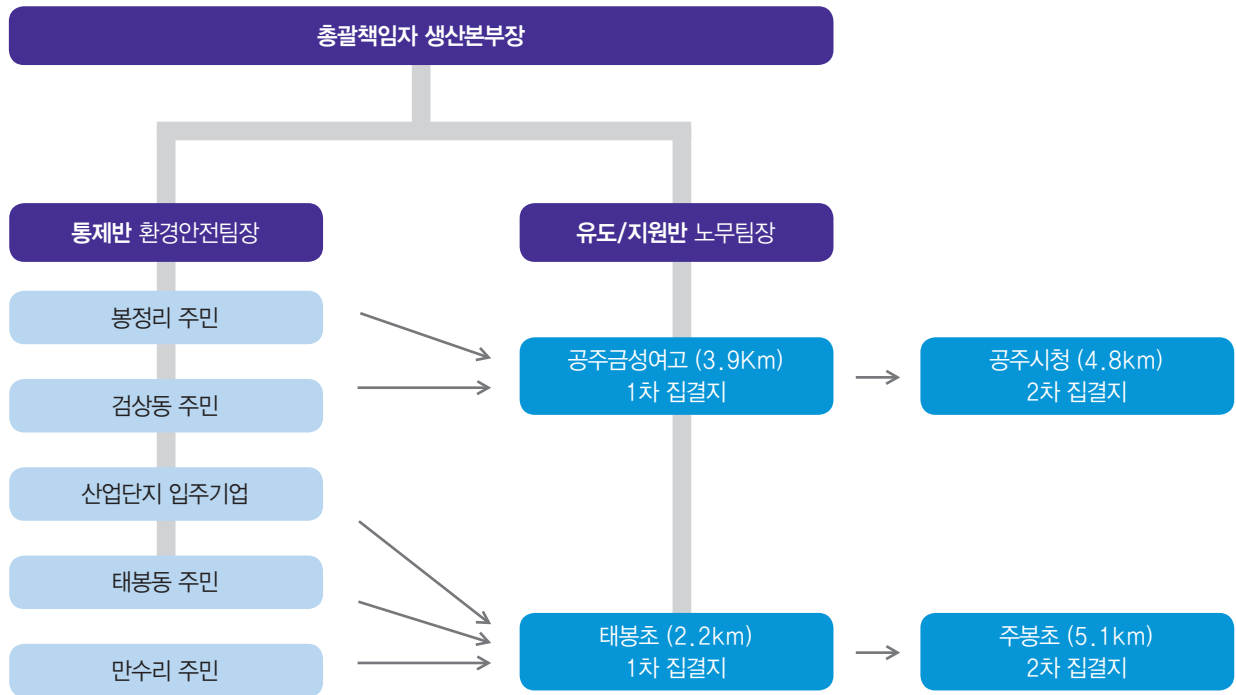 총괄책임자 생산본부장
통제반 환경안전팀장
유도/지원반 노무팀장
봉정리 주민
검상동 주민
산업단지 입주기업
태봉동 주민
만수리 주민
공주금성여고 (3.9Km)
1차 집결지
공주시청 (4.8km)
2차 집결지
태봉초 (2.2km)
1차 집결지
주봉초 (5.1km)
2차 집결지